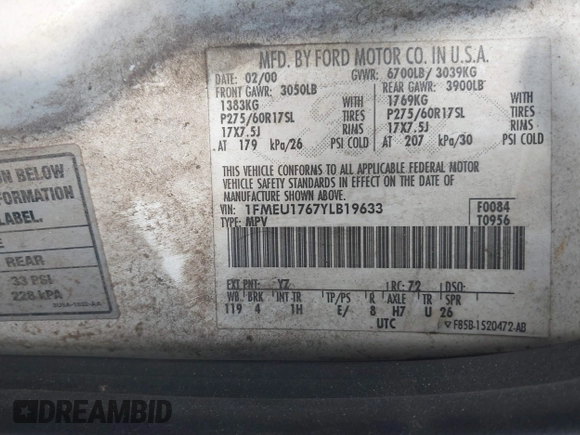 MFD. BY FORD MOTOR CO. IN U.S.A.
DATE: 02/00 GVWR: 6700LB/ 3039KG
FRONT GAWR: 3050LB REAR GAWR: 3900LB
1383KG WITH 1769KG WITH
P275/60R17SL TIRES P275/60R17SL TIRES
17X7.5J RIMS 17X7.5J RIMS
AT 179 kPa/26 AT 207 kPa/30
THIS VEHICLE CONFORMS TO ALL APPLICABLE FEDERAL MOTOR
VEHICLE SAFETY STANDARDS IN EFFECT ON THE DATE OF
MANUFACTURE SHOWN ABOVE.
VIN: 1FMEU1767YLB19633 F0084
TYPE: MPV T0956
EXT PNT: YZ RC: 72 DSO:
WB BRK INT TR TP/PS R AXLE TR SPR
119 4 1H E/ 8 H7 U 26
UTC F85B-1520472-AB
ION BELOW
FORMATION
LABEL.
E
REAR
33 PSI
228 kPA
DREAMBID